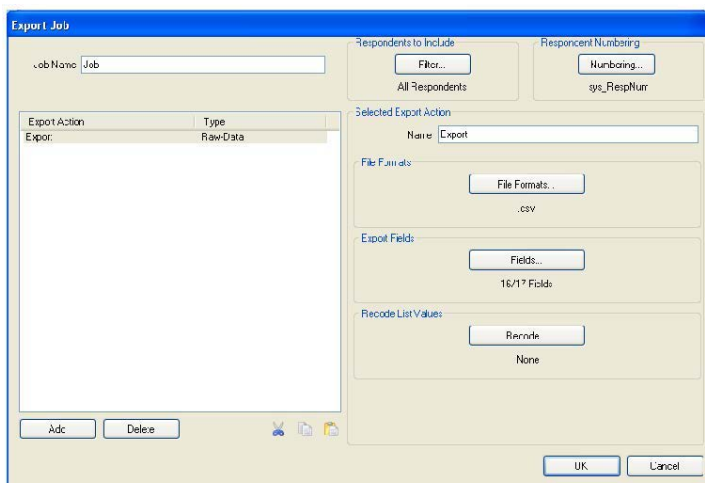 Export Job
Job Name Job
Respondents to Include
Filter...
All Respondents
Respondent Numbering
Numbering...
sys_RespNum
Export Action Type
Export Raw-Data
Selected Export Action
Name Export
File Formats
File Formats...
.csv
Export Fields
Fields...
16/17 Fields
Recode List Values
Recode
None
Add Delete
OK Cancel